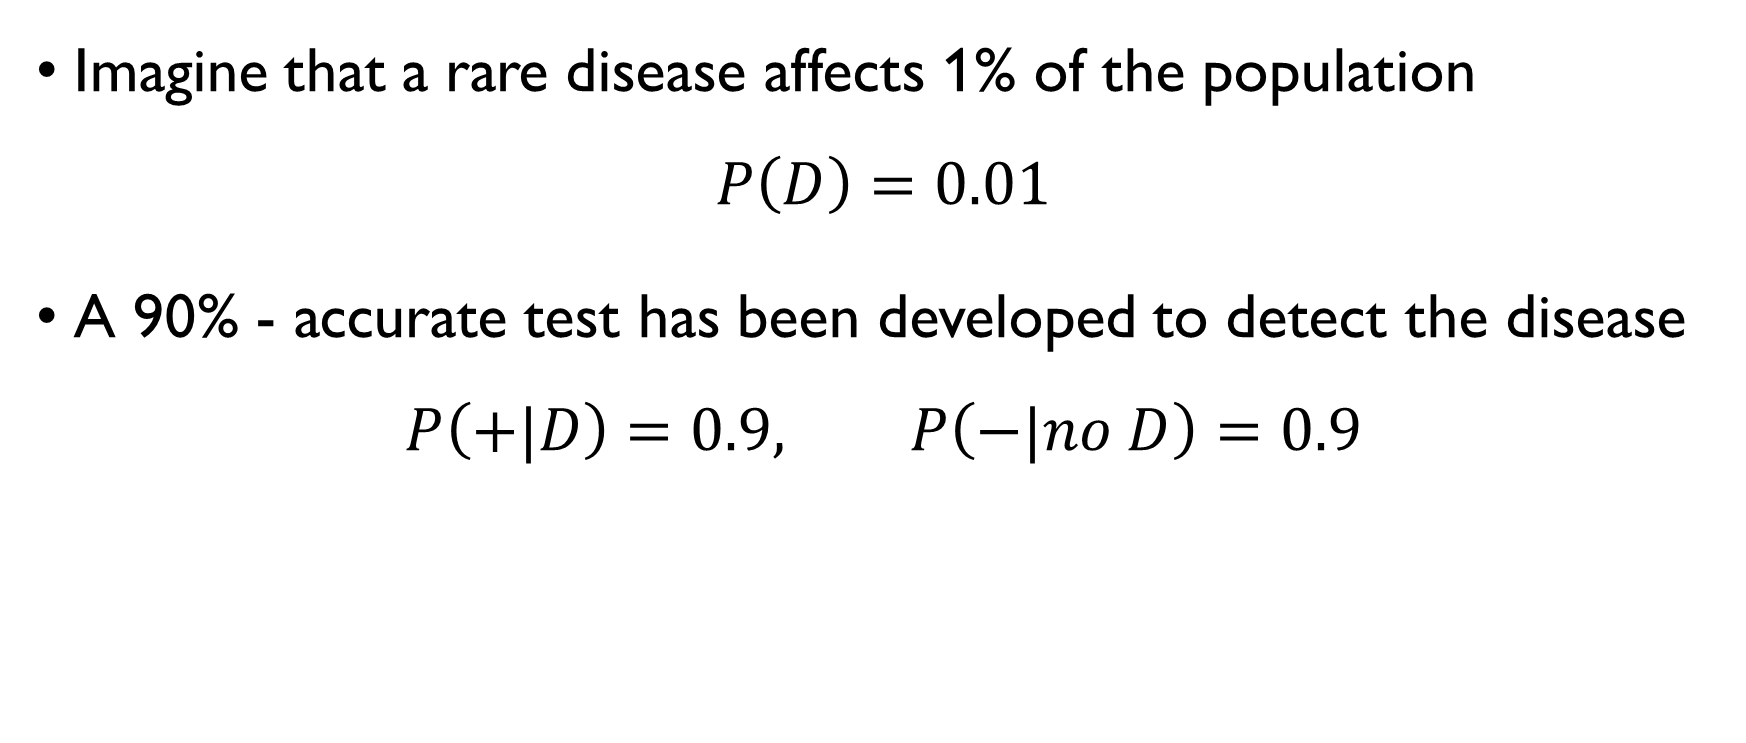 • Imagine that a rare disease affects 1% of the population
P(D) = 0.01
• A 90% - accurate test has been developed to detect the disease
P(+|D) = 0.9, P(−|no D) = 0.9